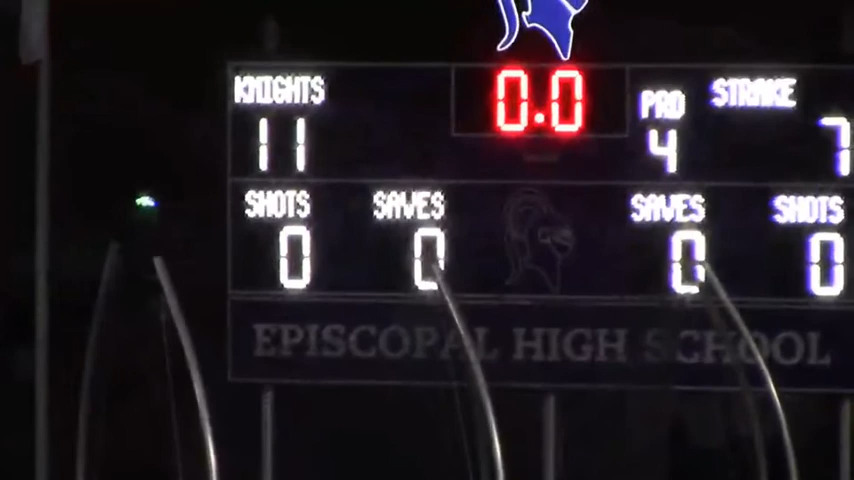 KNIGHTS 0.0 PRD STRAKE
11 4 7
SHOTS SAVES SAVES SHOTS
0 0 0 0
EPISCOPAL HIGH SCHOOL